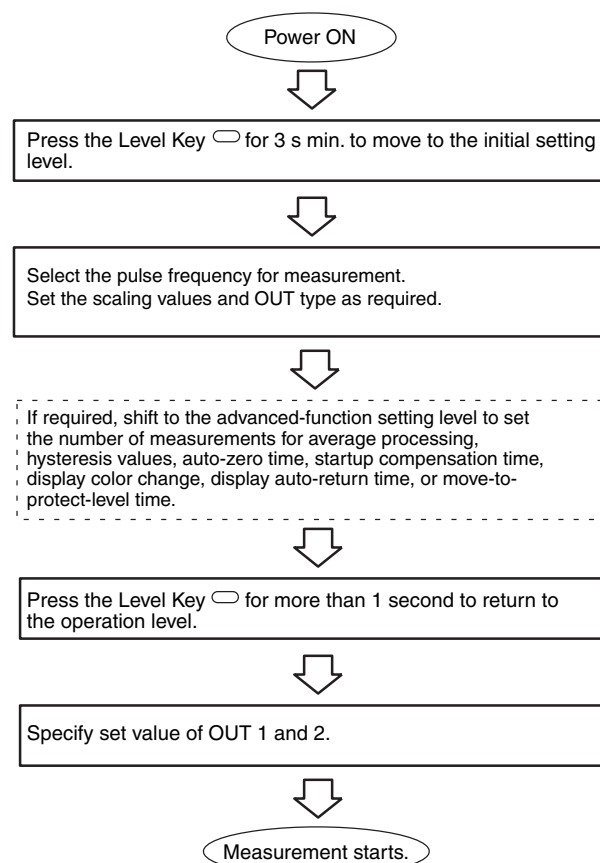 Power ON
Press the Level Key for 3 s min. to move to the initial setting
level.
Select the pulse frequency for measurement.
Set the scaling values and OUT type as required.
If required, shift to the advanced-function setting level to set
the number of measurements for average processing,
hysteresis values, auto-zero time, startup compensation time,
display color change, display auto-return time, or move-to-
protect-level time.
Press the Level Key for more than 1 second to return to
the operation level.
Specify set value of OUT 1 and 2.
Measurement starts.